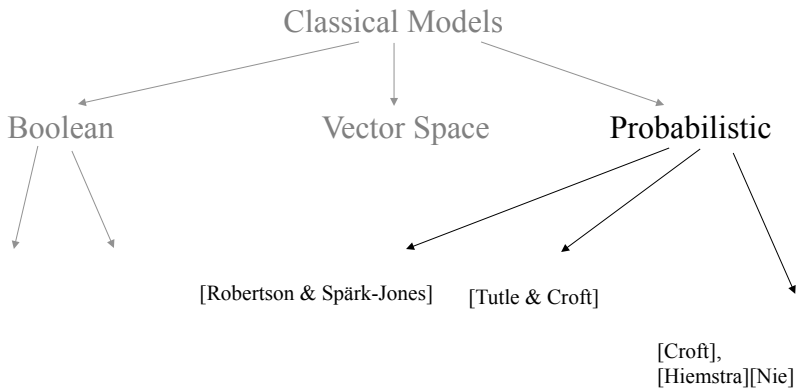 Classical Models
Boolean
Vector Space
Probabilistic
[Robertson & Spärk-Jones]
[Tutle & Croft]
[Croft],
[Hiemstra][Nie]